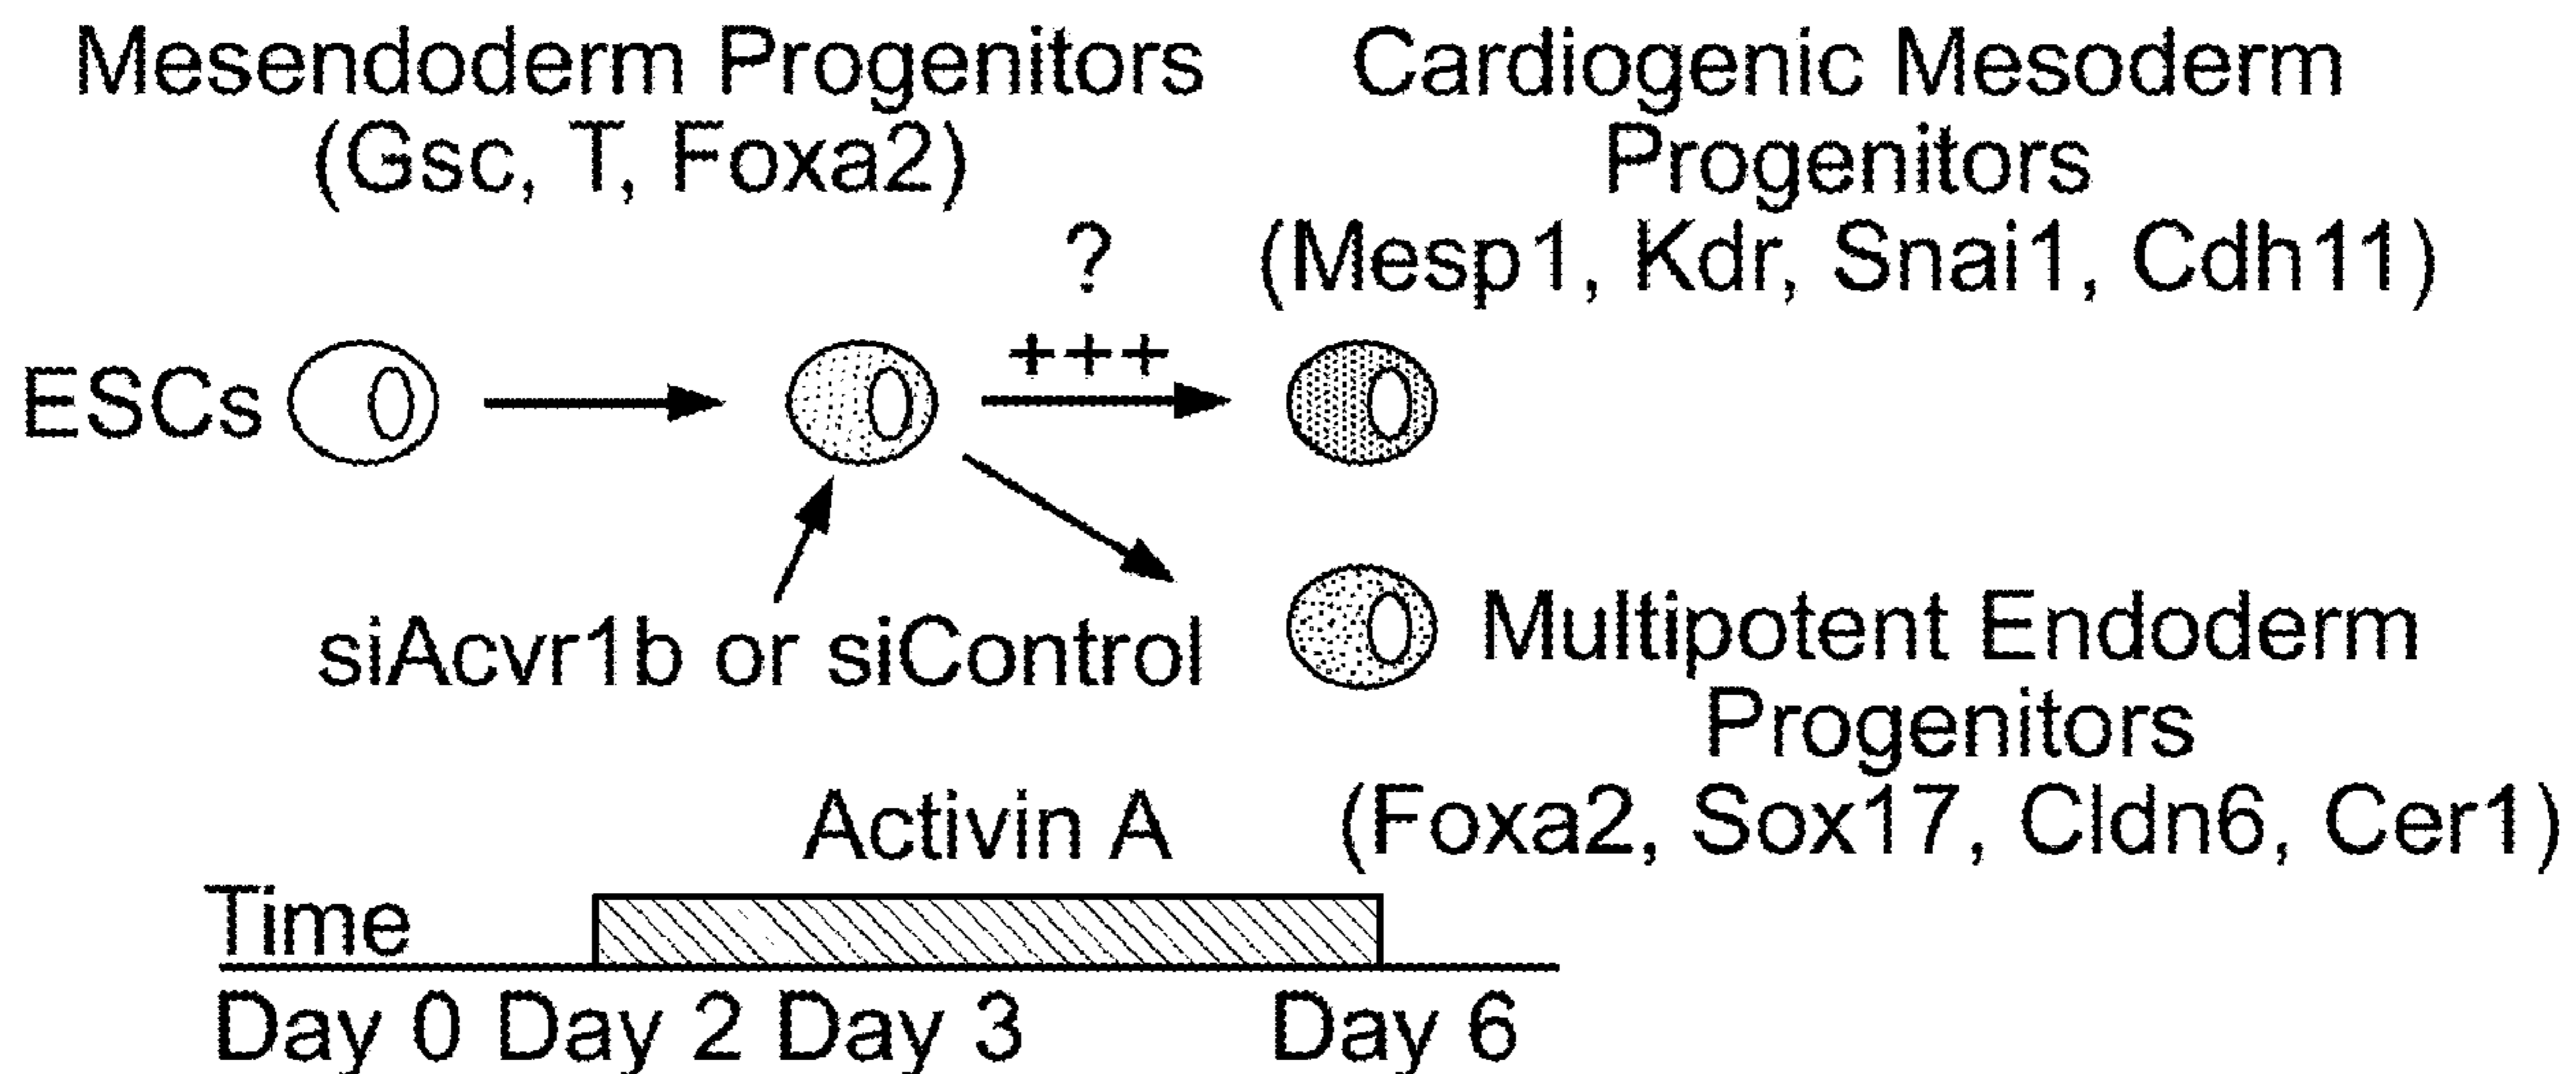 Mesendoderm Progenitors
(Gsc, T, Foxa2)
Cardiogenic Mesoderm
Progenitors
(Mesp1, Kdr, Snai1, Cdh11)
?
+++
ESCs
siAcvr1b or siControl
Multipotent Endoderm
Progenitors
(Foxa2, Sox17, Cldn6, Cer1)
Activin A
Time
Day 0 Day 2 Day 3 Day 6